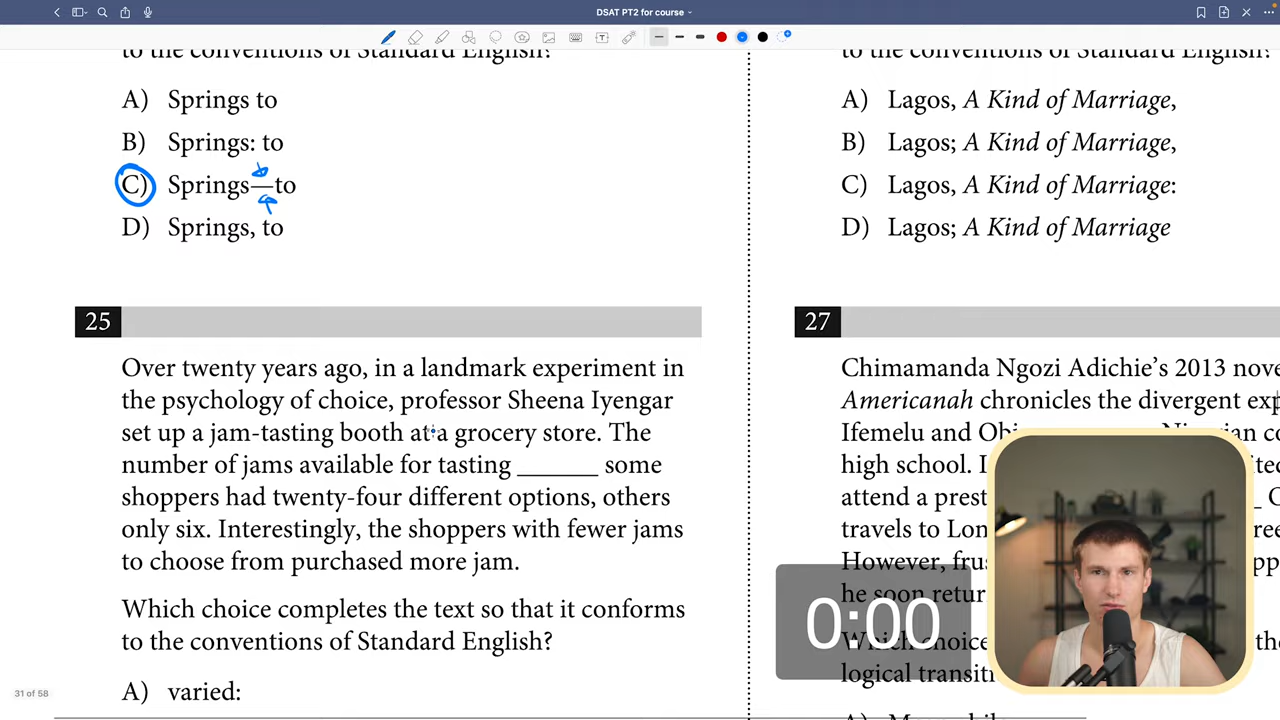 DSAT PT2 for course
to the conventions of Standard English?
A) Springs to
B) Springs: to
C) Springs—to
D) Springs, to
25
Over twenty years ago, in a landmark experiment in
the psychology of choice, professor Sheena Iyengar
set up a jam-tasting booth at a grocery store. The
number of jams available for tasting ______ some
shoppers had twenty-four different options, others
only six. Interestingly, the shoppers with fewer jams
to choose from purchased more jam.
Which choice completes the text so that it conforms
to the conventions of Standard English?
A) varied:
to the conventions of Standard English?
A) Lagos, A Kind of Marriage,
B) Lagos; A Kind of Marriage,
C) Lagos, A Kind of Marriage:
D) Lagos; A Kind of Marriage
27
Chimamanda Ngozi Adichie's 2013 nove
Americanah chronicles the divergent exp
Ifemelu and Obi
high school. I
attend a prest
travels to Lon
However, frus
he soon retur
Which choice
logical transiti
0:00
31 of 58